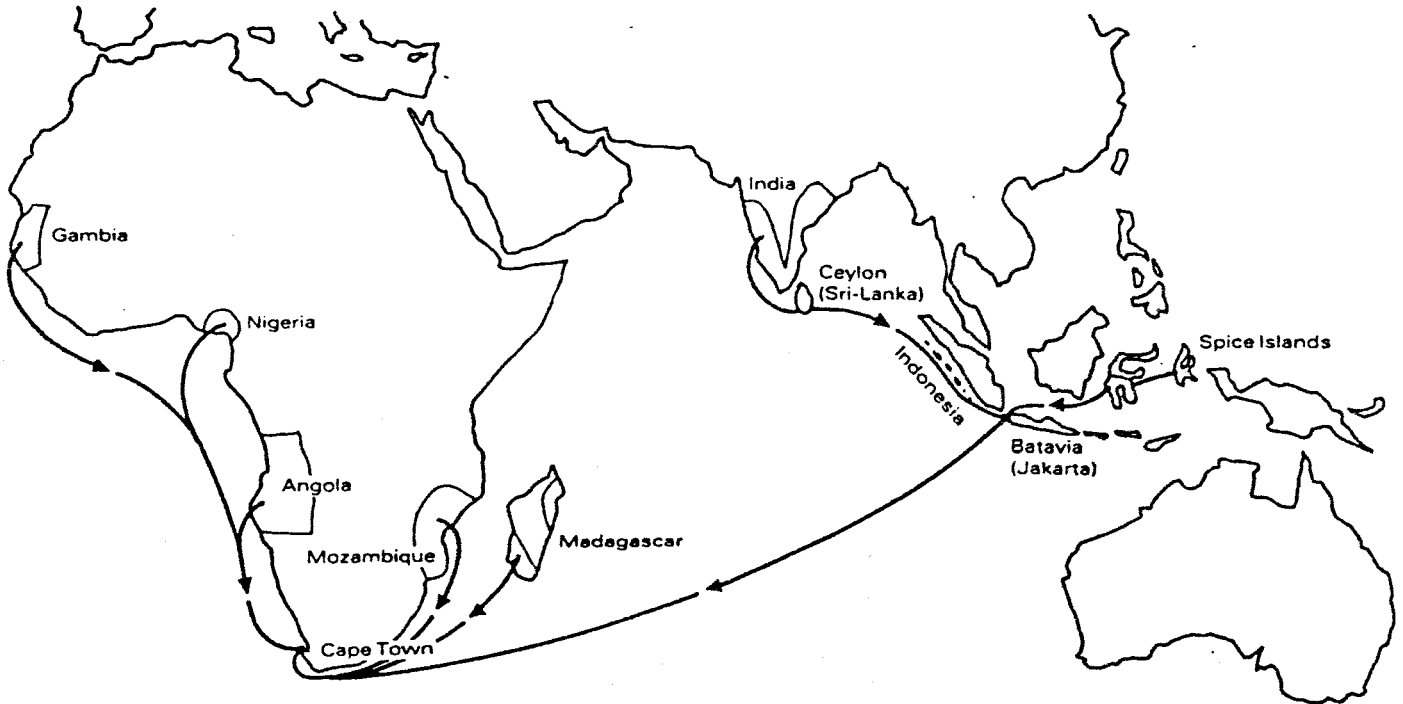 India
Gambia
Ceylon
(Sri-Lanka)
Nigeria
Spice Islands
Indonesia
Batavia
(Jakarta)
Angola
Madagascar
Mozambique
Cape Town